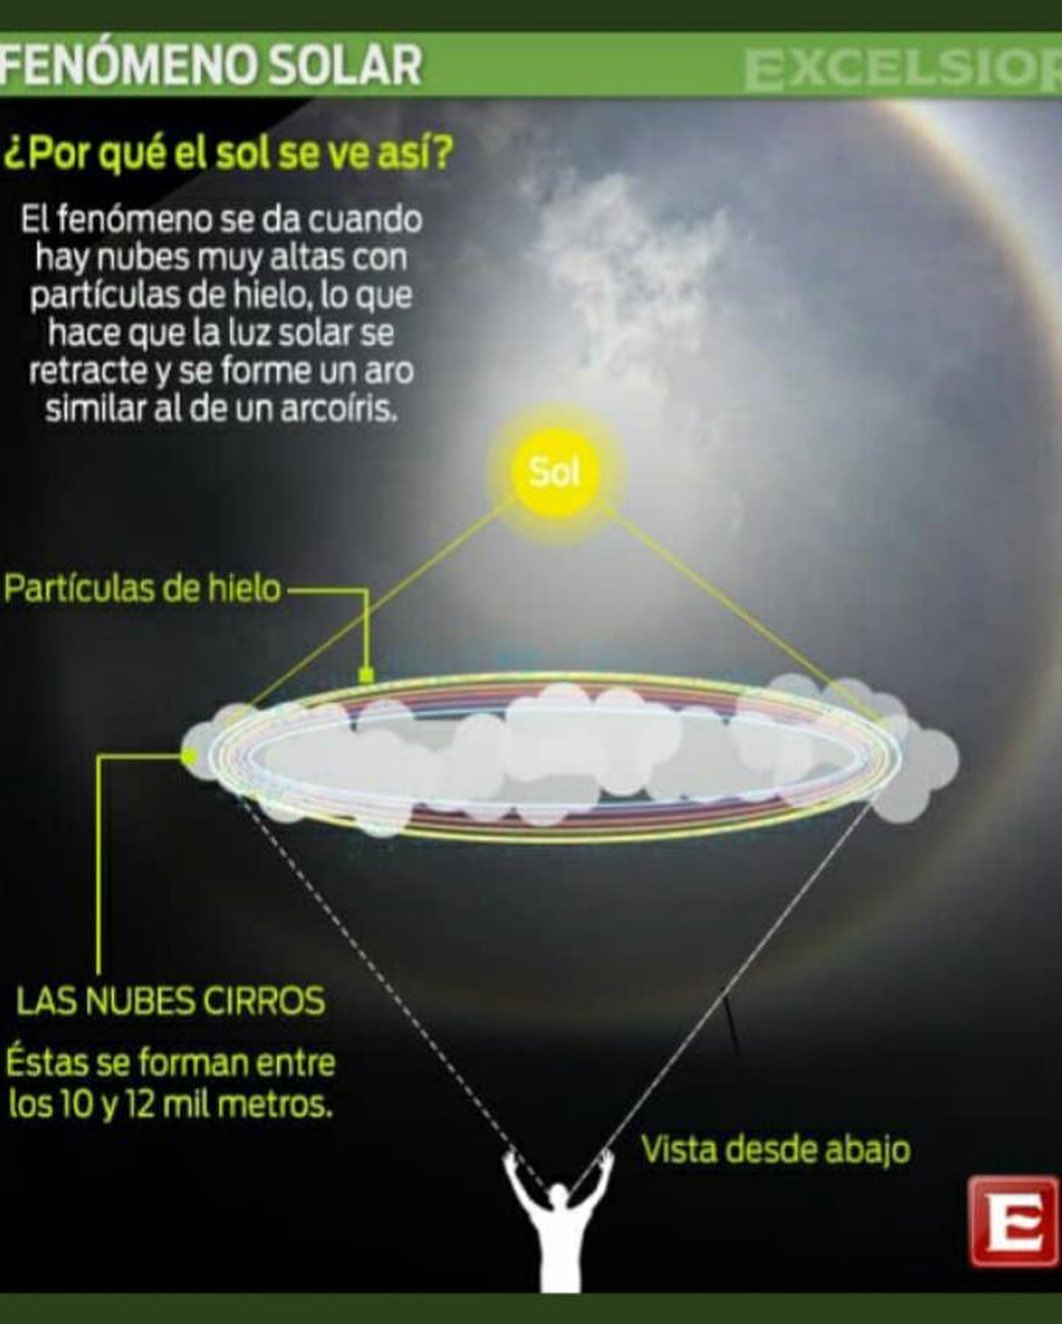 FENÓMENO SOLAR
EXCELSIOR
¿Por qué el sol se ve así?
El fenómeno se da cuando
hay nubes muy altas con
partículas de hielo, lo que
hace que la luz solar se
retracte y se forme un aro
similar al de un arcoíris.
Sol
Partículas de hielo
LAS NUBES CIRROS
Éstas se forman entre
los 10 y 12 mil metros.
Vista desde abajo
E